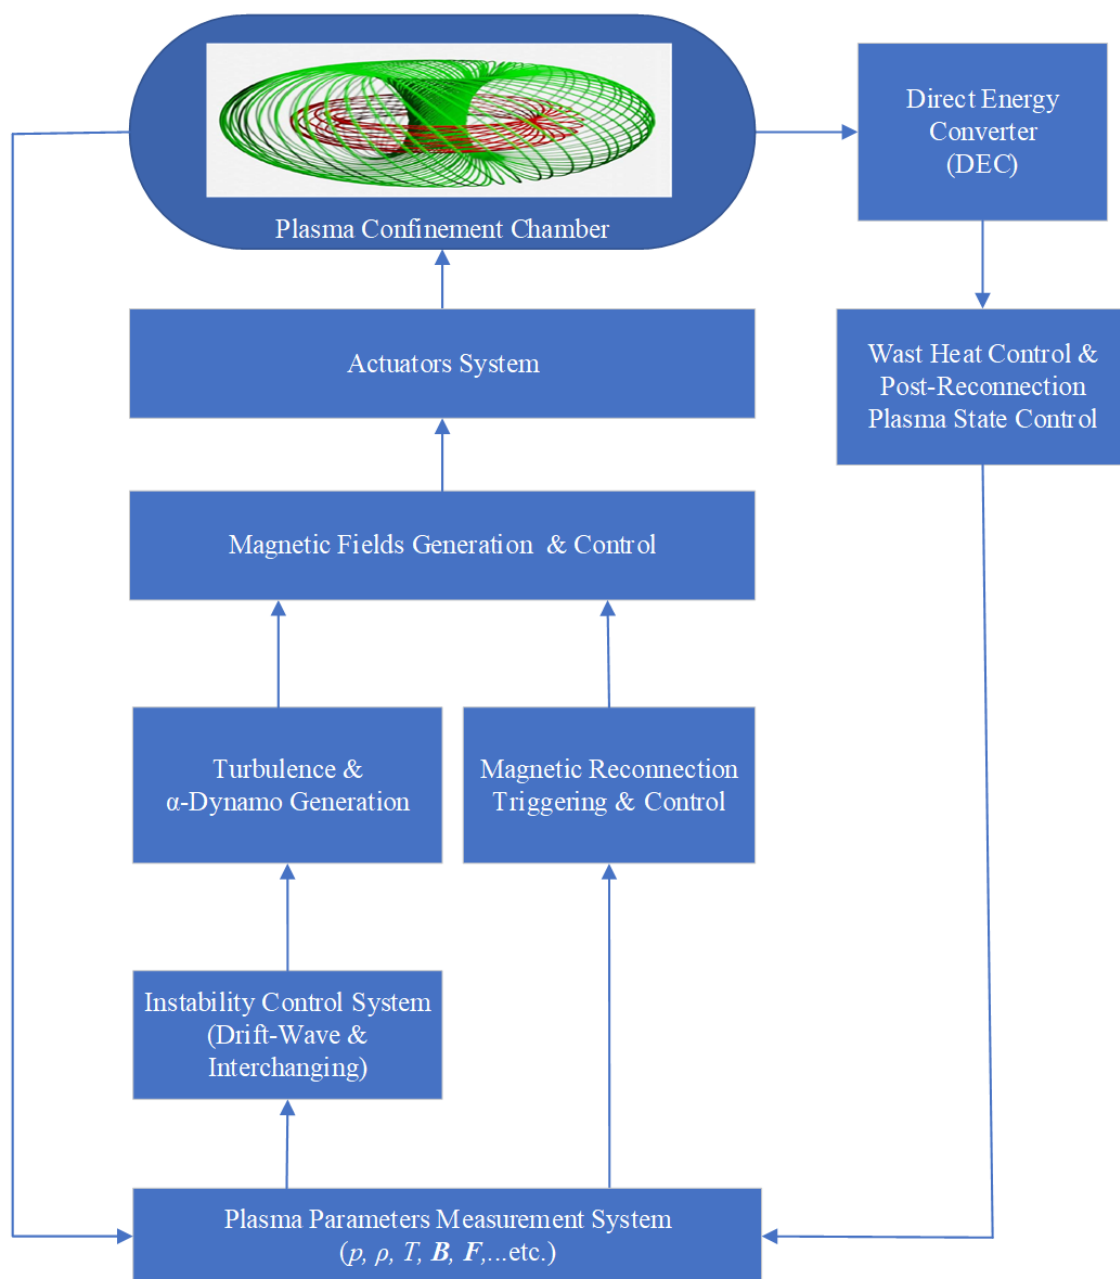 Plasma Confinement Chamber
Direct Energy
Converter
(DEC)
Actuators System
Wast Heat Control &
Post-Reconnection
Plasma State Control
Magnetic Fields Generation  & Control
Turbulence &
α-Dynamo Generation
Magnetic Reconnection
Triggering & Control
Instability Control System
(Drift-Wave &
Interchanging)
Plasma Parameters Measurement System
(p, ρ, T, B, F,...etc.)